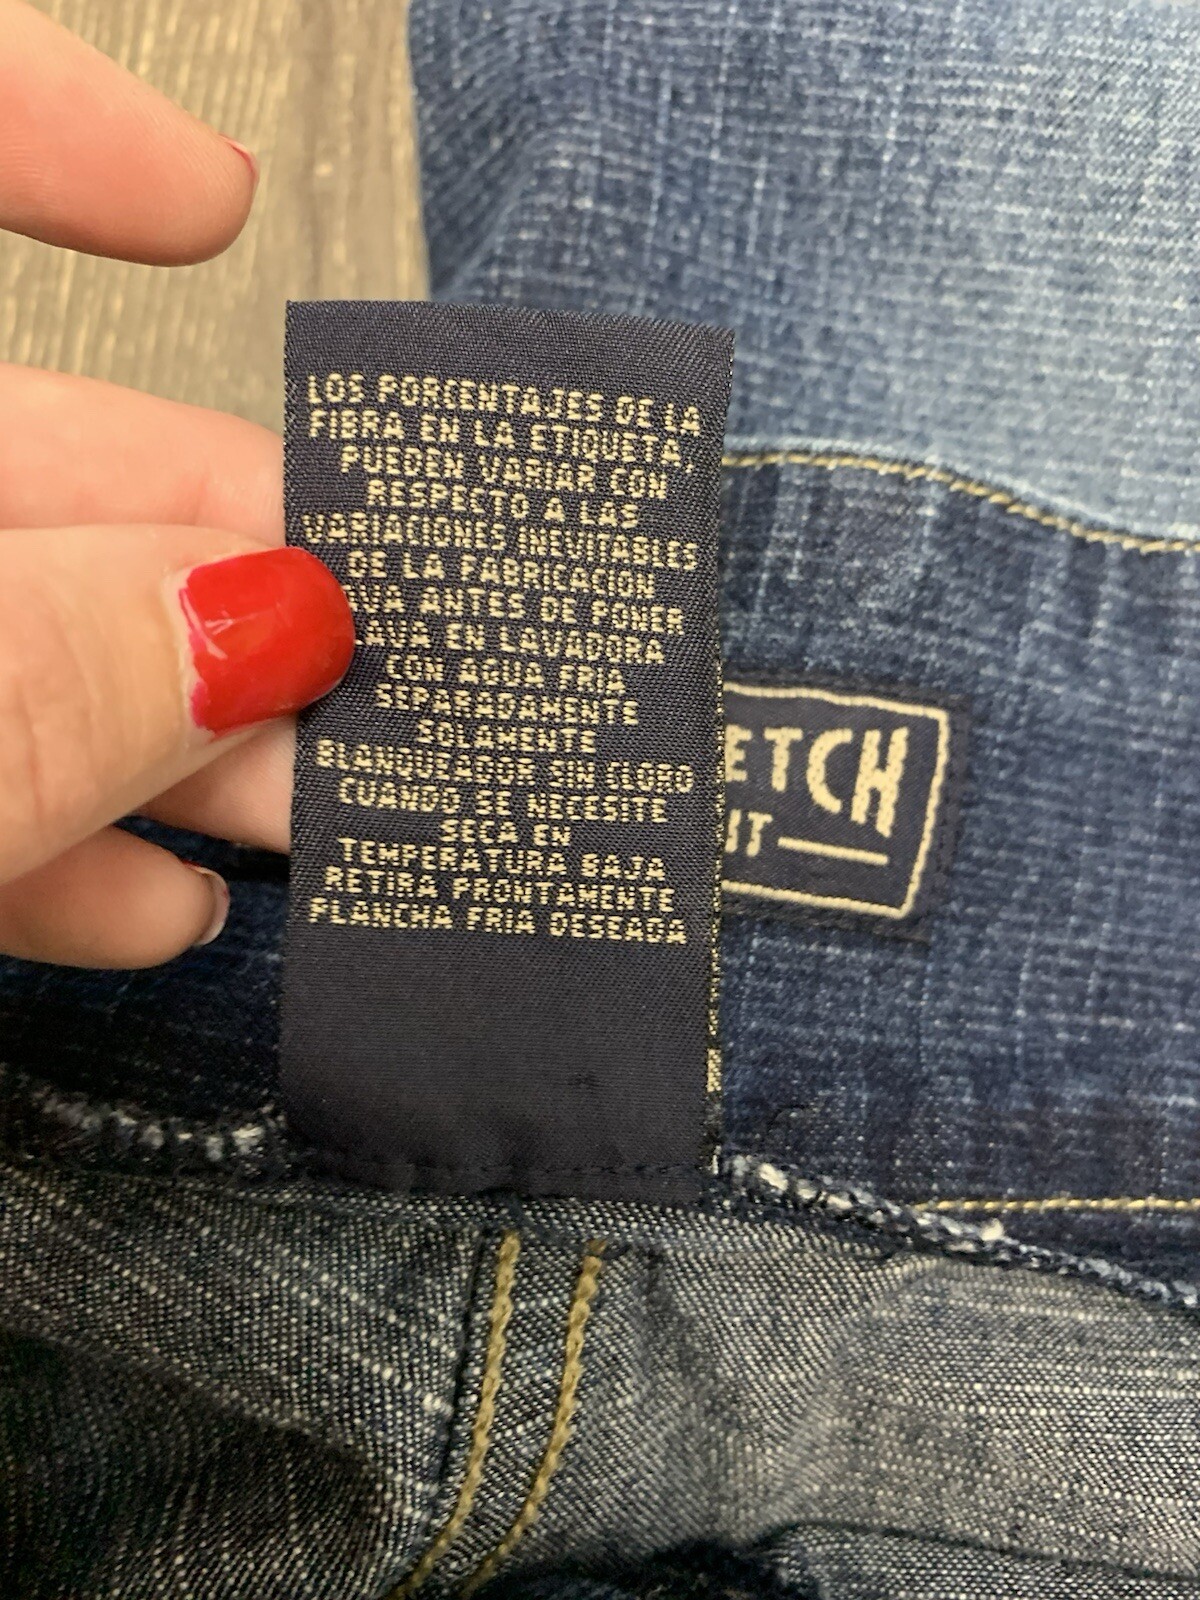 LOS PORCENTAJES DE LA
FIBRA EN LA ETIQUETA,
PUEDEN VARIAR CON
RESPECTO A LAS
VARIACIONES INEVITABLES
DE LA FABRICACION
ANTES DE PONER
LAVA EN LAVADORA
CON AGUA FRIA
SEPARADAMENTE
SOLAMENTE
BLANQUEADOR SIN CLORO
CUANDO SE NECESITE
SECA EN
TEMPERATURA BAJA
RETIRA PRONTAMENTE
PLANCHA FRIA DESEADA
ETCH